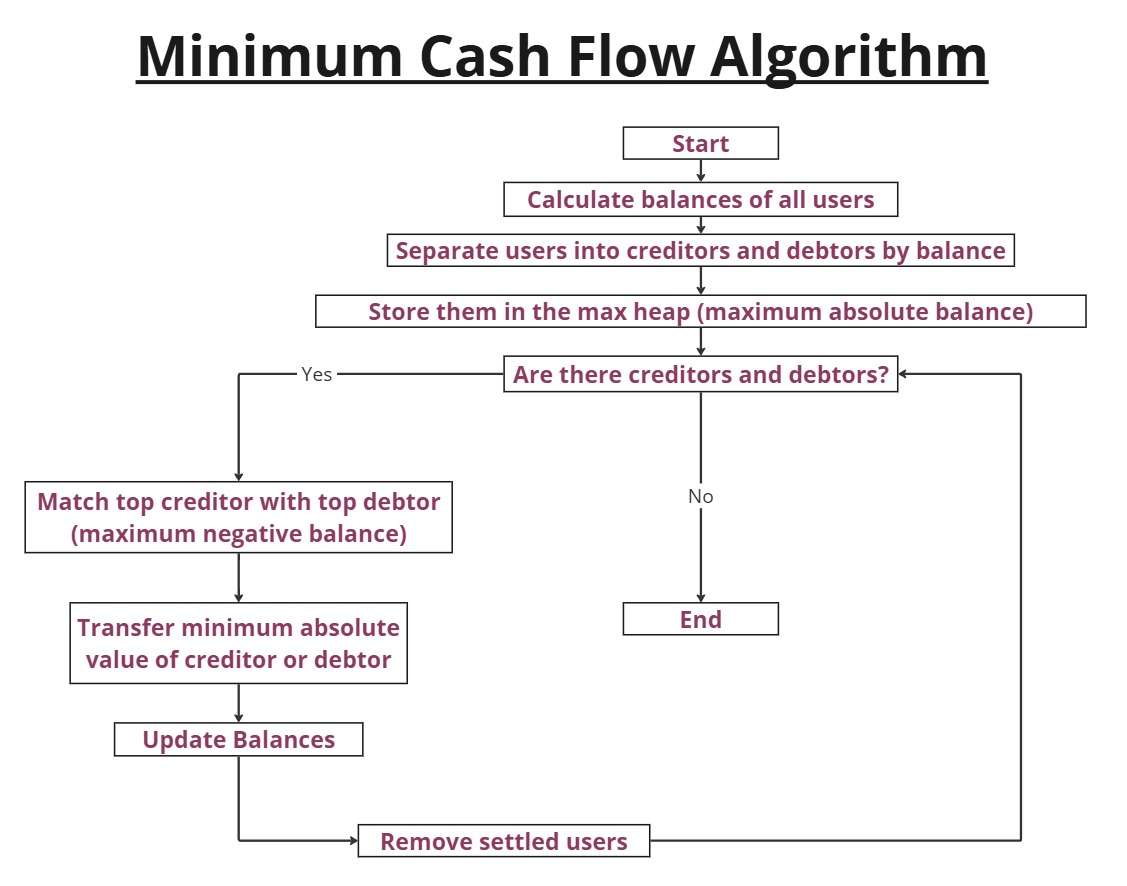 Minimum Cash Flow Algorithm
Start
Calculate balances of all users
Separate users into creditors and debtors by balance
Store them in the max heap (maximum absolute balance)
Yes
Are there creditors and debtors?
Match top creditor with top debtor
(maximum negative balance)
No
Transfer minimum absolute
value of creditor or debtor
End
Update Balances
Remove settled users